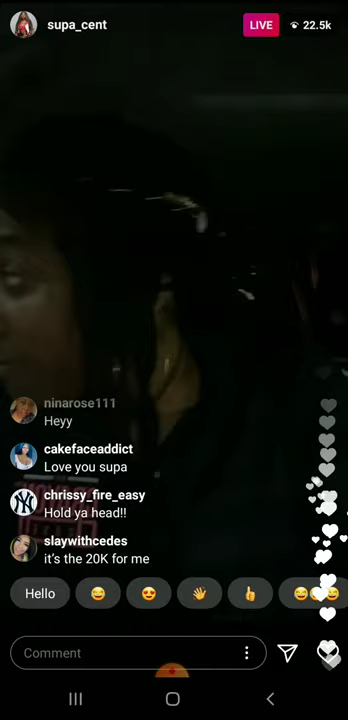 supa_cent
LIVE
22.5k
ninarose111
Heyy
cakefaceaddict
Love you supa
chrissy_fire_easy
Hold ya head!!
slaywithcedes
it's the 20K for me
Hello
Comment